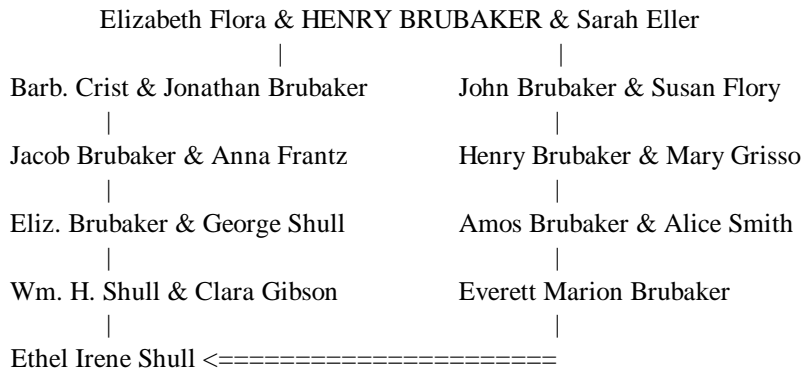 Elizabeth Flora & HENRY BRUBAKER & Sarah Eller
| |
Barb. Crist & Jonathan Brubaker John Brubaker & Susan Flory
| |
Jacob Brubaker & Anna Frantz Henry Brubaker & Mary Grisso
| |
Eliz. Brubaker & George Shull Amos Brubaker & Alice Smith
| |
Wm. H. Shull & Clara Gibson Everett Marion Brubaker
| |
Ethel Irene Shull <======================